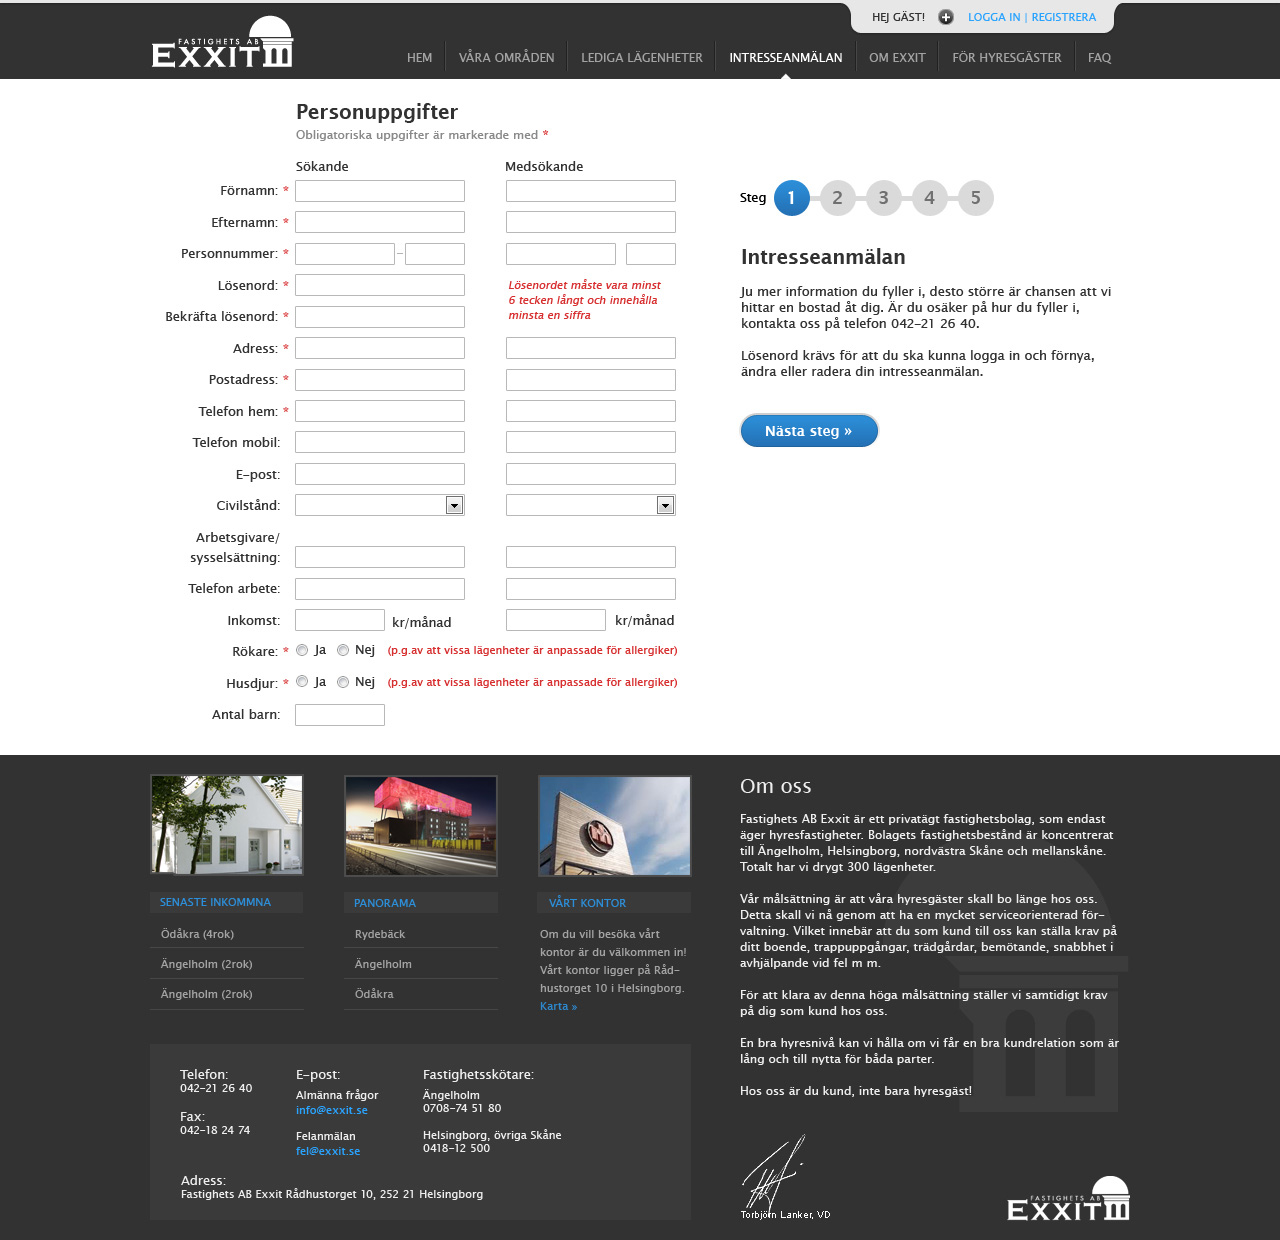 HEJ GÄST! LOGGA IN | REGISTRERA
FASTIGHETS AB
EXXIT
HEM VÅRA OMRÅDEN LEDIGA LÄGENHETER INTRESSEANMÄLAN OM EXXIT FÖR HYRESGÄSTER FAQ
Personuppgifter
Obligatoriska uppgifter är markerade med *
Sökande Medsökande
Förnamn: *
Efternamn: *
Personnummer: * –
Lösenord: *
Lösenordet måste vara minst
6 tecken långt och innehålla
minsta en siffra
Bekräfta lösenord: *
Adress: *
Postadress: *
Telefon hem: *
Telefon mobil:
E-post:
Civilstånd:
Arbetsgivare/
sysselsättning:
Telefon arbete:
Inkomst: kr/månad kr/månad
Rökare: * Ja Nej (p.g.av att vissa lägenheter är anpassade för allergiker)
Husdjur: * Ja Nej (p.g.av att vissa lägenheter är anpassade för allergiker)
Antal barn:
Steg 1 2 3 4 5
Intresseanmälan
Ju mer information du fyller i, desto större är chansen att vi
hittar en bostad åt dig. Är du osäker på hur du fyller i,
kontakta oss på telefon 042-21 26 40.
Lösenord krävs för att du ska kunna logga in och förnya,
ändra eller radera din intresseanmälan.
Nästa steg »
SENASTE INKOMMNA
Ödåkra (4rok)
Ängelholm (2rok)
Ängelholm (2rok)
PANORAMA
Rydebäck
Ängelholm
Ödåkra
VÅRT KONTOR
Om du vill besöka vårt
kontor är du välkommen in!
Vårt kontor ligger på Råd-
hustorget 10 i Helsingborg.
Karta »
Telefon:
042-21 26 40
Fax:
042-18 24 74
E-post:
Almänna frågor
info@exxit.se
Felanmälan
fel@exxit.se
Fastighetsskötare:
Ängelholm
0708-74 51 80
Helsingborg, övriga Skåne
0418-12 500
Adress:
Fastighets AB Exxit Rådhustorget 10, 252 21 Helsingborg
Om oss
Fastighets AB Exxit är ett privatägt fastighetsbolag, som endast
äger hyresfastigheter. Bolagets fastighetsbestånd är koncentrerat
till Ängelholm, Helsingborg, nordvästra Skåne och mellanskåne.
Totalt har vi drygt 300 lägenheter.
Vår målsättning är att våra hyresgäster skall bo länge hos oss.
Detta skall vi nå genom att ha en mycket serviceorienterad för-
valtning. Vilket innebär att du som kund till oss kan ställa krav på
ditt boende, trappuppgångar, trädgårdar, bemötande, snabbhet i
avhjälpande vid fel m m.
För att klara av denna höga målsättning ställer vi samtidigt krav
på dig som kund hos oss.
En bra hyresnivå kan vi hålla om vi får en bra kundrelation som är
lång och till nytta för båda parter.
Hos oss är du kund, inte bara hyresgäst!
Torbjörn Lanker, VD
FASTIGHETS AB
EXXIT